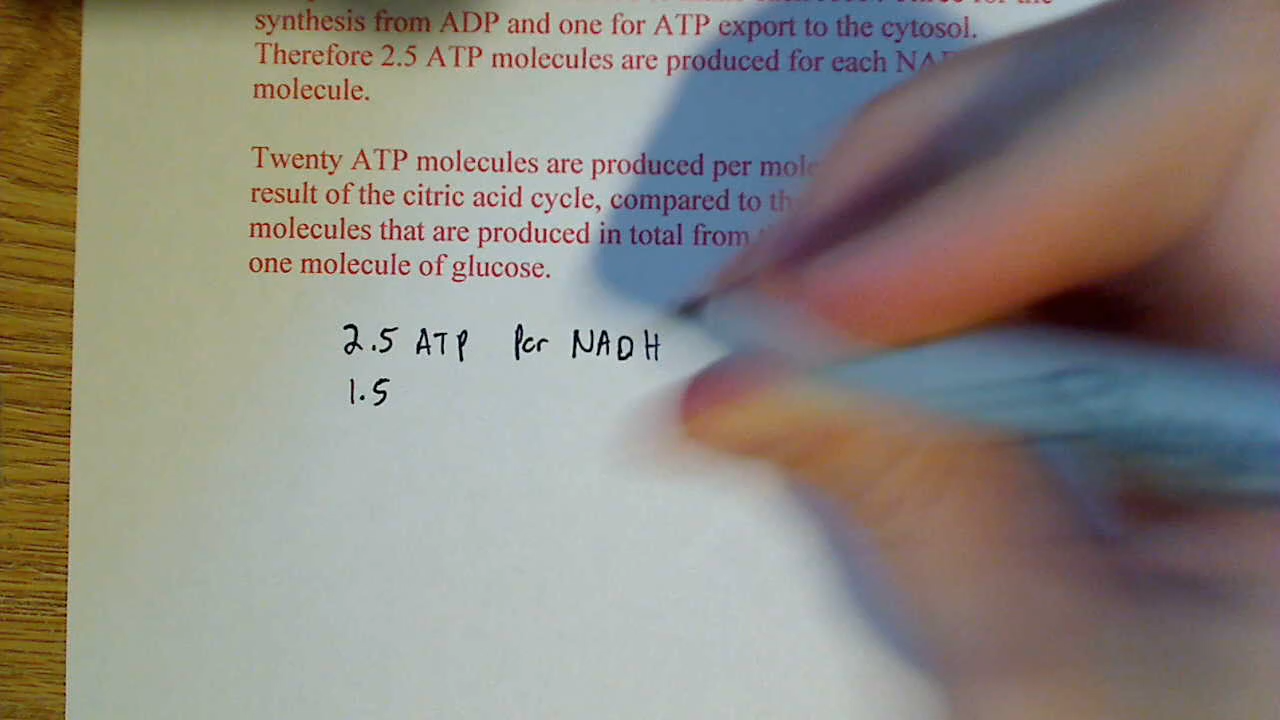 synthesis from ADP and one for ATP export to the cytosol.
Therefore 2.5 ATP molecules are produced for each
molecule.
Twenty ATP molecules are produced per
result of the citric acid cycle, compared to
molecules that are produced in total from
one molecule of glucose.
2.5 ATP per NADH
1.5